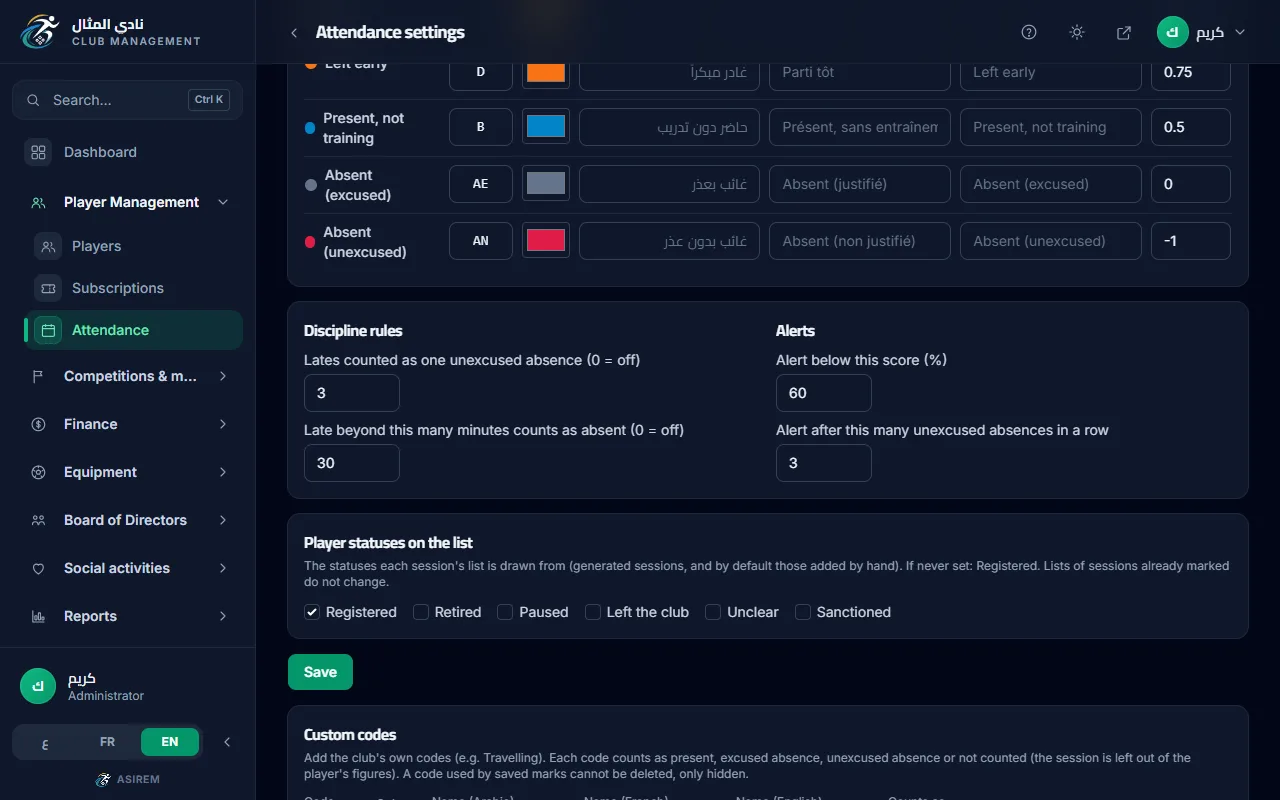 نادي المثال
CLUB MANAGEMENT
Search...
Ctrl K
Dashboard
Player Management
Players
Subscriptions
Attendance
Competitions & m...
Finance
Equipment
Board of Directors
Social activities
Reports
ك
كريم
Administrator
ع
FR
EN
ASIREM
Attendance settings
ك
كريم
Left early
D
غادر مبكراً
Parti tôt
Left early
0.75
Present, not
training
B
حاضر دون تدريب
Présent, sans entraînem
Present, not training
0.5
Absent
(excused)
AE
غائب بعذر
Absent (justifié)
Absent (excused)
0
Absent
(unexcused)
AN
غائب بدون عذر
Absent (non justifié)
Absent (unexcused)
-1
Discipline rules
Lates counted as one unexcused absence (0 = off)
3
Late beyond this many minutes counts as absent (0 = off)
30
Alerts
Alert below this score (%)
60
Alert after this many unexcused absences in a row
3
Player statuses on the list
The statuses each session's list is drawn from (generated sessions, and by default those added by hand). If never set: Registered. Lists of sessions already marked
do not change.
Registered
Retired
Paused
Left the club
Unclear
Sanctioned
Save
Custom codes
Add the club's own codes (e.g. Travelling). Each code counts as present, excused absence, unexcused absence or not counted (the session is left out of the
player's figures). A code used by saved marks cannot be deleted, only hidden.
Name (Arabic)
Name (French)
Name (English)